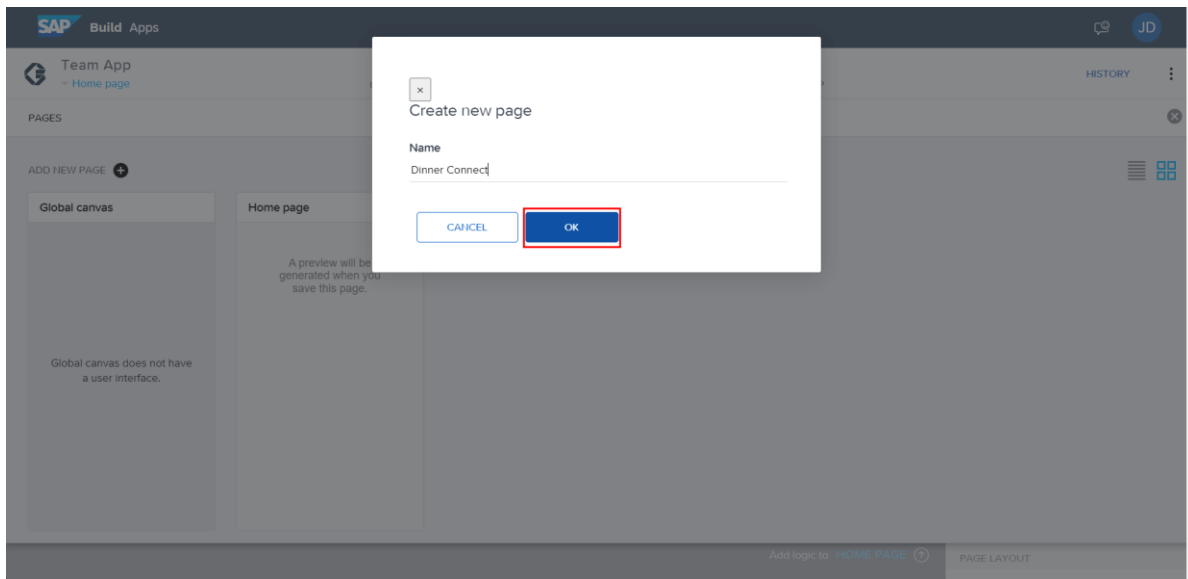 SAP Build Apps
JD
Team App
Home page
HISTORY
PAGES
ADD NEW PAGE
Global canvas
Global canvas does not have
a user interface.
Home page
A preview will be
generated when you
save this page.
×
Create new page
Name
Dinner Connect
CANCEL
OK
Add logic to HOME PAGE ?
PAGE LAYOUT